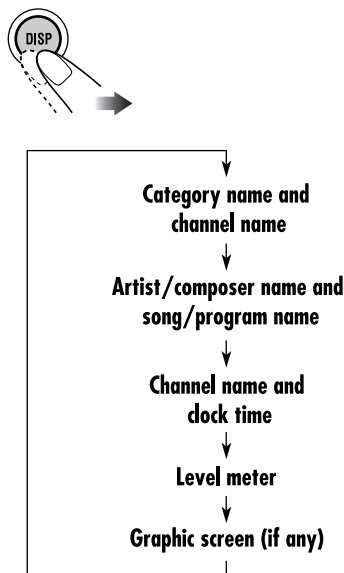 DISP
Category name and
channel name
Artist/composer name and
song/program name
Channel name and
clock time
Level meter
Graphic screen (if any)